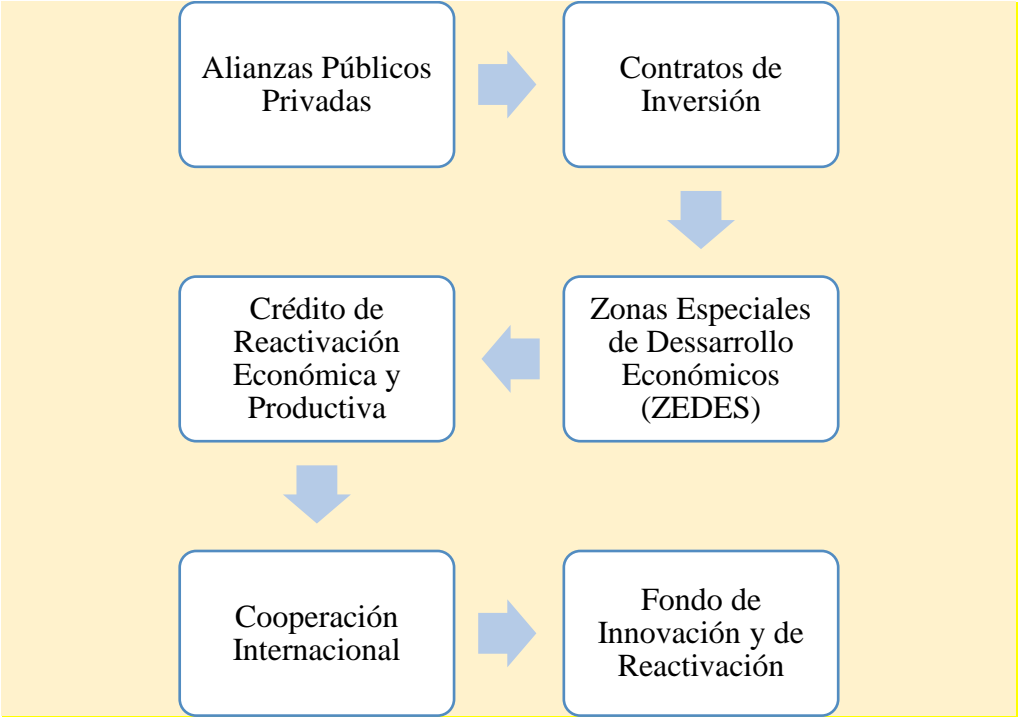 Alianzas Públicos
Privadas
Contratos de
Inversión
Zonas Especiales
de Dessarrollo
Económicos
(ZEDES)
Crédito de
Reactivación
Económica y
Productiva
Cooperación
Internacional
Fondo de
Innovación y de
Reactivación